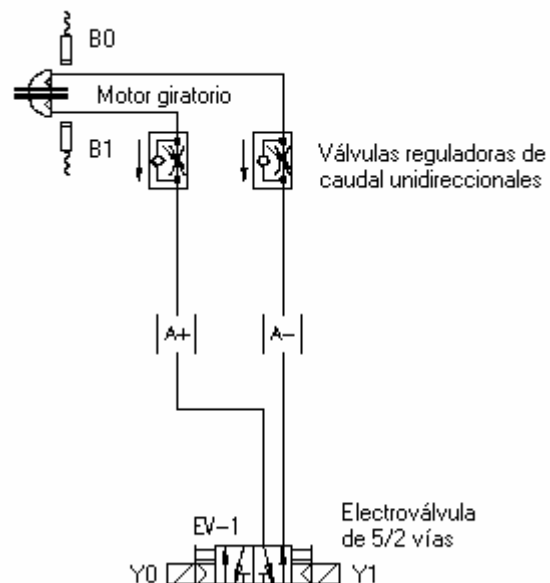 B0
Motor giratorio
B1
Válvulas reguladoras de
caudal unidireccionales
A+
A-
EV-1
Electroválvula
de 5/2 vías
Y0
Y1